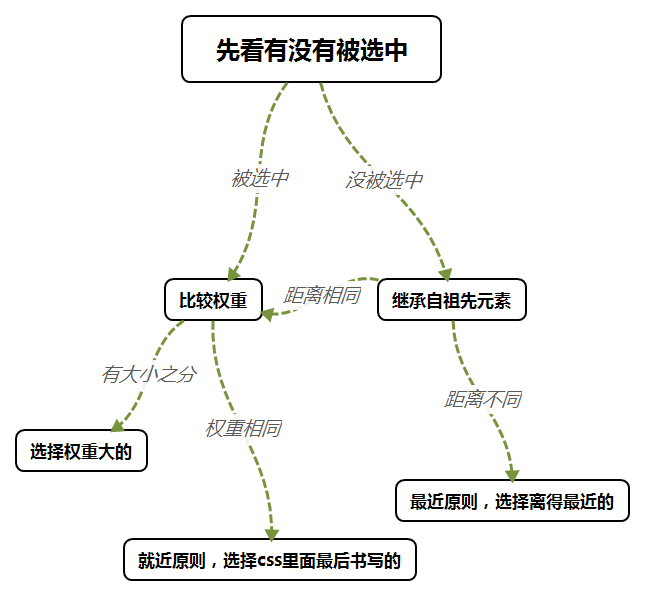 先看有没有被选中
被选中
没被选中
距离相同
比较权重
继承自祖先元素
有大小之分
距离不同
权重相同
选择权重大的
最近原则，选择离得最近的
就近原则，选择css里面最后书写的